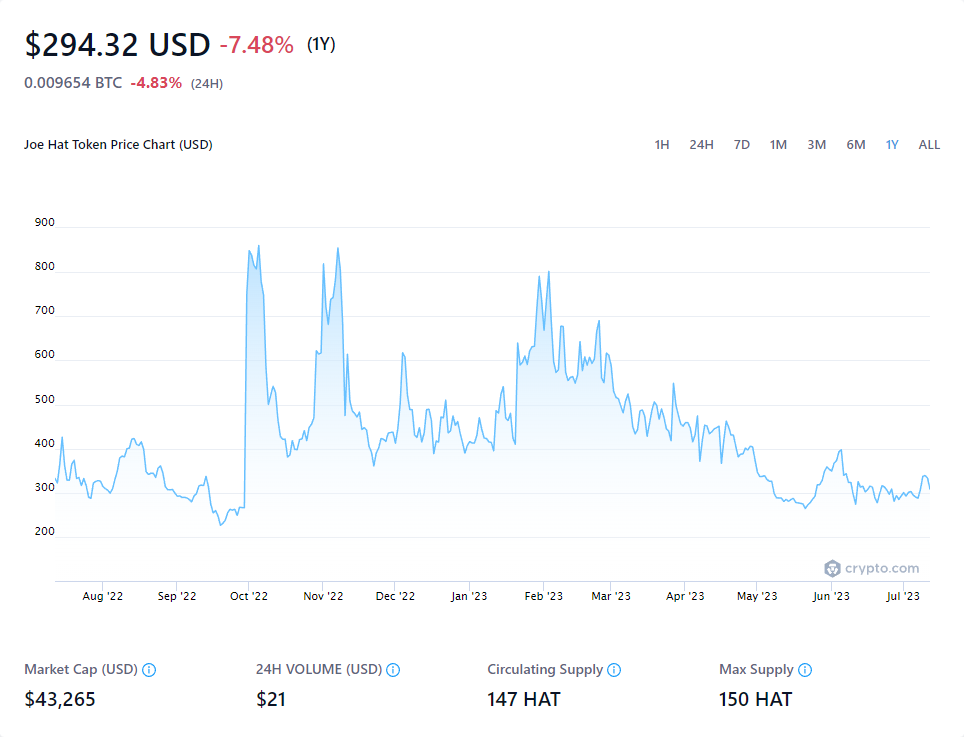 $294.32 USD -7.48% (1Y)
0.009654 BTC -4.83% (24H)
Joe Hat Token Price Chart (USD)
1H 24H 7D 1M 3M 6M 1Y ALL
900
800
700
600
500
400
300
200
crypto.com
Aug '22 Sep '22 Oct '22 Nov '22 Dec '22 Jan '23 Feb '23 Mar '23 Apr '23 May '23 Jun '23 Jul '23
Market Cap (USD) 24H VOLUME (USD) Circulating Supply Max Supply
$43,265 $21 147 HAT 150 HAT